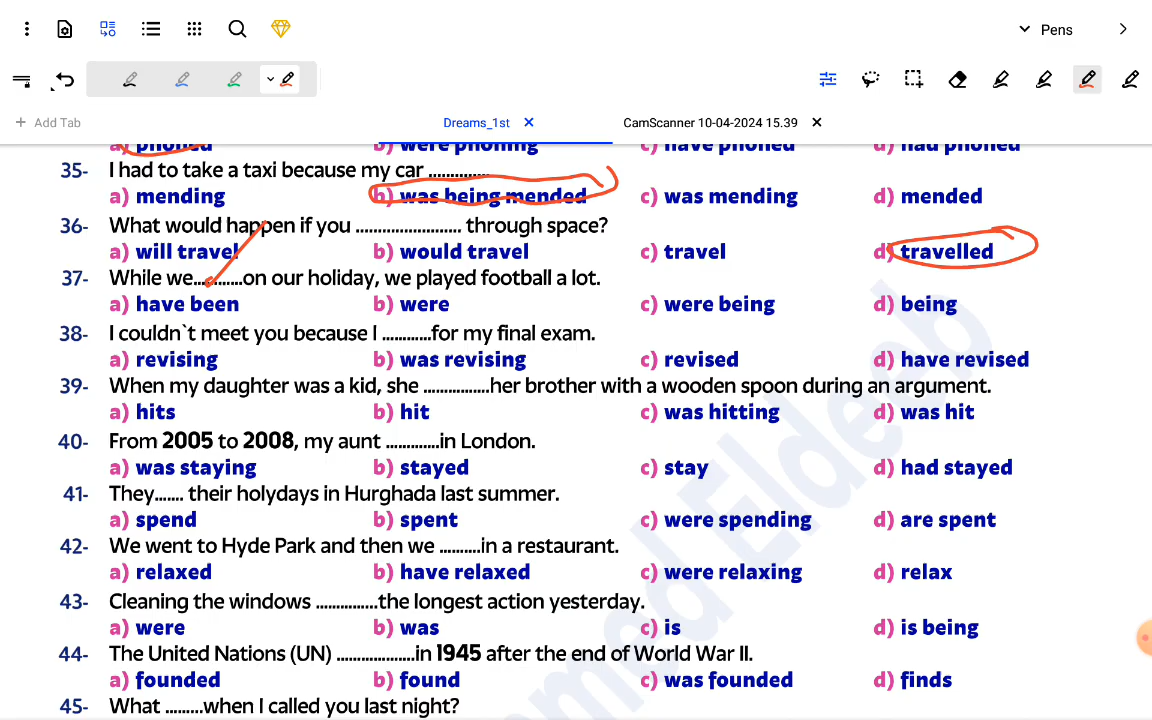 Pens
+ Add Tab
Dreams_1st
CamScanner 10-04-2024 15.39
a) phoned b) were phoning c) have phoned d) had phoned
35- I had to take a taxi because my car ..............
a) mending b) was being mended c) was mending d) mended
36- What would happen if you ....................... through space?
a) will travel b) would travel c) travel d) travelled
37- While we...........on our holiday, we played football a lot.
a) have been b) were c) were being d) being
38- I couldn`t meet you because I ...........for my final exam.
a) revising b) was revising c) revised d) have revised
39- When my daughter was a kid, she ...............her brother with a wooden spoon during an argument.
a) hits b) hit c) was hitting d) was hit
40- From 2005 to 2008, my aunt ............in London.
a) was staying b) stayed c) stay d) had stayed
41- They....... their holydays in Hurghada last summer.
a) spend b) spent c) were spending d) are spent
42- We went to Hyde Park and then we .........in a restaurant.
a) relaxed b) have relaxed c) were relaxing d) relax
43- Cleaning the windows ..............the longest action yesterday.
a) were b) was c) is d) is being
44- The United Nations (UN) .................in 1945 after the end of World War II.
a) founded b) found c) was founded d) finds
45- What .........when I called you last night?
med Eldeeb